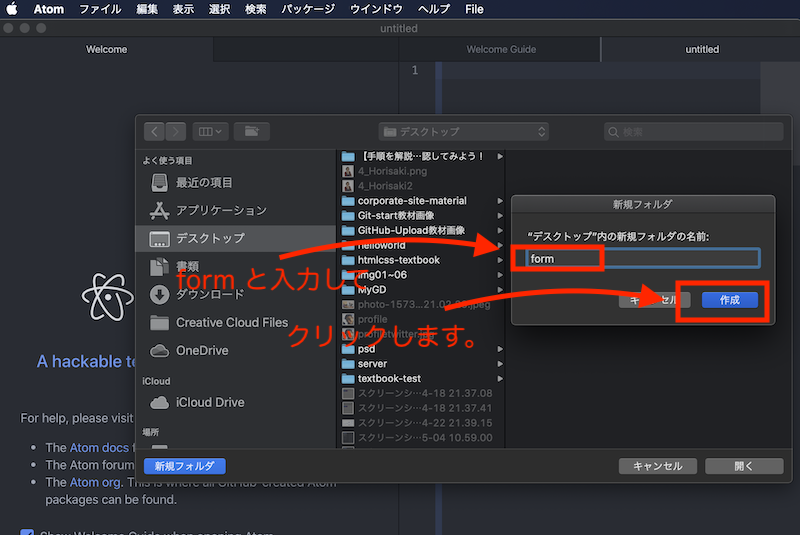 Atom ファイル 編集 表示 選択 検索 パッケージ ウインドウ ヘルプ File
untitled
Welcome
Welcome Guide
untitled
1
デスクトップ
検索
よく使う項目
最近の項目
アプリケーション
デスクトップ
書類
ダウンロード
Creative Cloud Files
OneDrive
iCloud
iCloud Drive
場所
【手順を解説…認してみよう！
4_Horisaki.png
4_Horisaki2
corporate-site-material
Git-start教材画像
GitHub-Upload教材画像
helloworld
htmlcss-textbook
img01~06
MyGD
photo-1573…21.02.20.jpeg
profile
psd
server
textbook-test
スクリーンシ…4-18 21.37.08
スクリーンシ…4-18 21.37.41
スクリーンシ…4-22 21.39.15
スクリーンシ…5-04 10.59.00
新規フォルダ
“デスクトップ”内の新規フォルダの名前:
form
キャンセル
作成
form と入力して
クリックします。
A hackable te
For help, please visit
The Atom docs f
The Atom forum
The Atom org. This is where all GitHub-created Atom
packages can be found.
Show Welcome Guide when opening Atom
新規フォルダ
キャンセル
開く